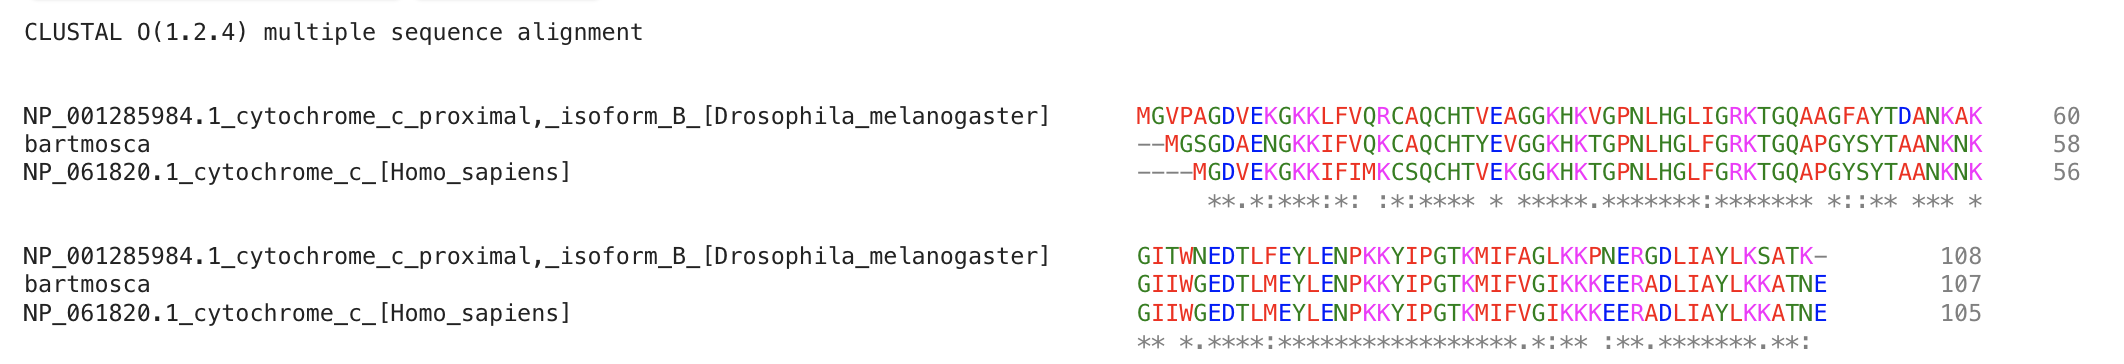 CLUSTAL O(1.2.4) multiple sequence alignment
NP_001285984.1_cytochrome_c_proximal,_isoform_B_[Drosophila_melanogaster] MGVPAGDVEKGKKLFVQRCAQCHTVEAGGKHKVGPNLHGLIGRKTGQAAGFAYTDANKAK 60
bartmosca --MGSGDAENGKKIFVQKCAQCHTYEVGGKHKTGPNLHGLFGRKTGQAPGYSYTAANKNK 58
NP_061820.1_cytochrome_c_[Homo_sapiens] ----MGDVEKGKKIFIMKCSQCHTVEKGGKHKTGPNLHGLFGRKTGQAPGYSYTAANKNK 56
**.*:***:*: :*:**** * *****.*******:******* *::** *** *
NP_001285984.1_cytochrome_c_proximal,_isoform_B_[Drosophila_melanogaster] GITWNEDTLFEYLENPKKYIPGTKMIFAGLKKPNERGDLIAYLKSATK- 108
bartmosca GIIWGEDTLMEYLENPKKYIPGTKMIFVGIKKKEERADLIAYLKKATNE 107
NP_061820.1_cytochrome_c_[Homo_sapiens] GIIWGEDTLMEYLENPKKYIPGTKMIFVGIKKKEERADLIAYLKKATNE 105
** *.****:*****************.*:** :**.*******.**: